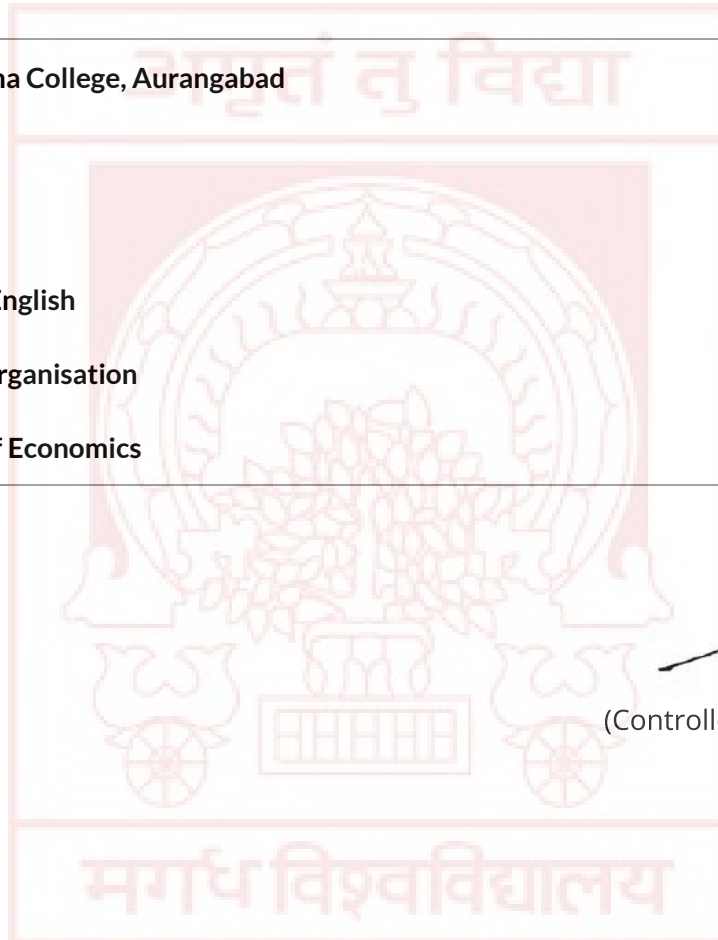 अमृतं तु विद्या
na College, Aurangabad
English
rganisation
f Economics
(Controll
मगध विश्वविद्यालय